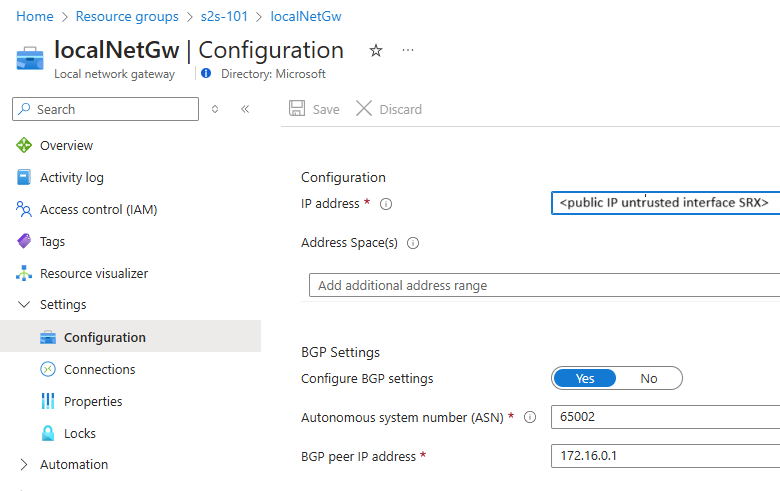 Home > Resource groups > s2s-101 > localNetGw
localNetGw | Configuration
Local network gateway
Directory: Microsoft
Search
Save
Discard
Overview
Activity log
Access control (IAM)
Tags
Resource visualizer
Settings
Configuration
Connections
Properties
Locks
Automation
Configuration
IP address *
<public IP untrusted interface SRX>
Address Space(s)
Add additional address range
BGP Settings
Configure BGP settings
Yes
No
Autonomous system number (ASN) *
65002
BGP peer IP address *
172.16.0.1